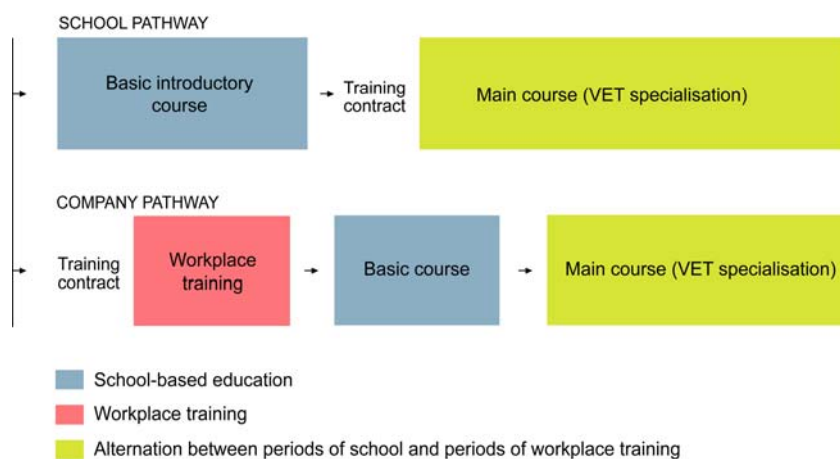 SCHOOL PATHWAY
Basic introductory
course
Training
contract
Main course (VET specialisation)
COMPANY PATHWAY
Training
contract
Workplace
training
Basic course
Main course (VET specialisation)
School-based education
Workplace training
Alternation between periods of school and periods of workplace training